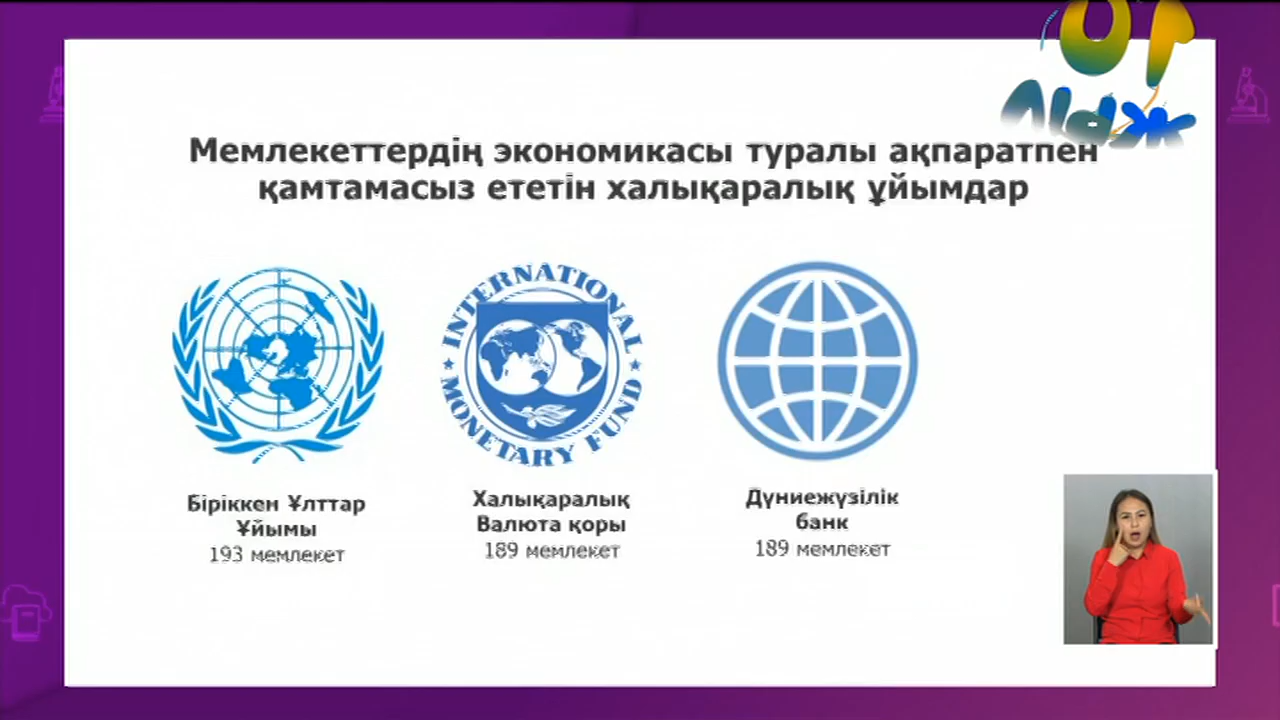 Мемлекеттердің экономикасы туралы ақпаратпен
қамтамасыз ететін халықаралық ұйымдар
INTERNATIONAL
MONETARY FUND
Біріккен Ұлттар
Ұйымы
193 мемлекет
Халықаралық
Валюта қоры
189 мемлекет
Дүниежүзілік
банк
189 мемлекет